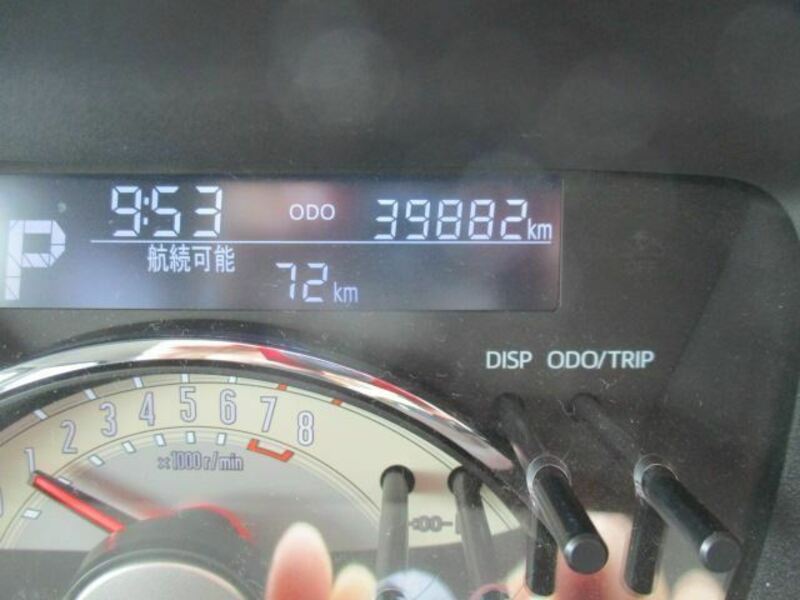 9:53 ODO 39882km
P
航続可能
72km
DISP ODO/TRIP
1 2 3 4 5 6 7 8
x1000r/min